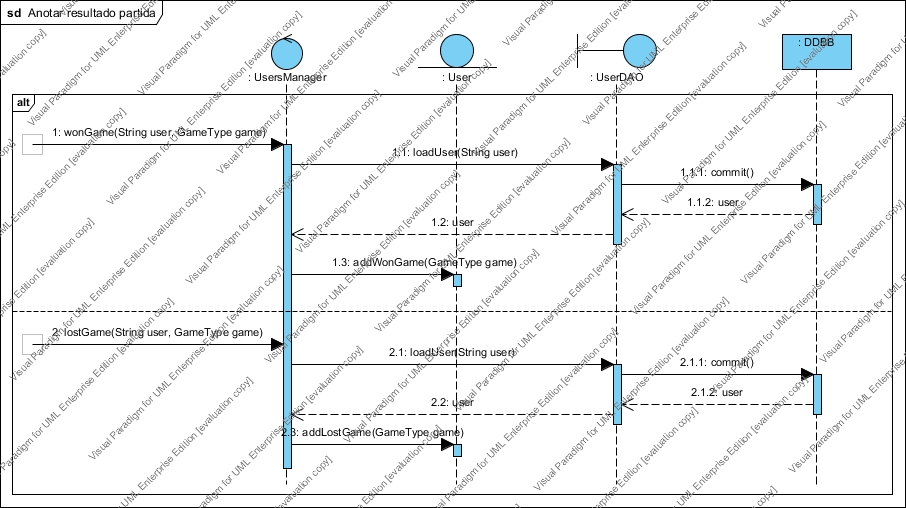 sd Anotar resultado partida
: UsersManager
: User
: UserDAO
: DDBB
alt
1: wonGame(String user, GameType game)
1.1: loadUser(String user)
1.1.1: commit()
1.1.2: user
1.2: user
1.3: addWonGame(GameType game)
2: lostGame(String user, GameType game)
2.1: loadUser(String user)
2.1.1: commit()
2.1.2: user
2.2: user
2.3: addLostGame(GameType game)
Visual Paradigm for UML Enterprise Edition [evaluation copy]